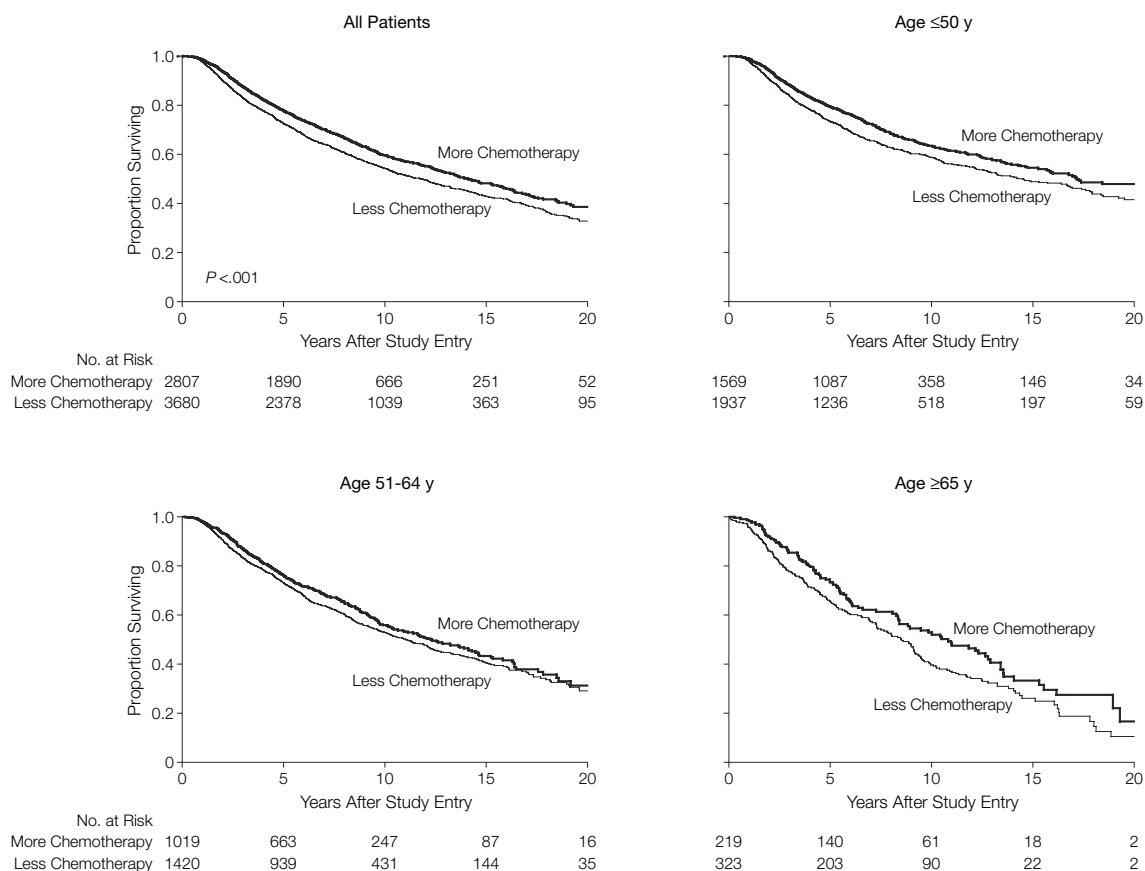 All Patients
1.0
0.8
0.6
0.4
0.2
0
Proportion Surviving
More Chemotherapy
Less Chemotherapy
P<.001
0 5 10 15 20
Years After Study Entry
No. at Risk
More Chemotherapy 2807 1890 666 251 52
Less Chemotherapy 3680 2378 1039 363 95
Age ≤50 y
More Chemotherapy
Less Chemotherapy
0 5 10 15 20
Years After Study Entry
1569 1087 358 146 34
1937 1236 518 197 59
Age 51-64 y
1.0
0.8
0.6
0.4
0.2
0
Proportion Surviving
More Chemotherapy
Less Chemotherapy
0 5 10 15 20
Years After Study Entry
No. at Risk
More Chemotherapy 1019 663 247 87 16
Less Chemotherapy 1420 939 431 144 35
Age ≥65 y
More Chemotherapy
Less Chemotherapy
0 5 10 15 20
Years After Study Entry
219 140 61 18 2
323 203 90 22 2